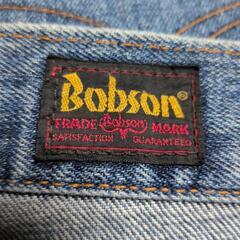 Bobson
TRADE Bobson MARK
SATISFACTION GUARANTEED